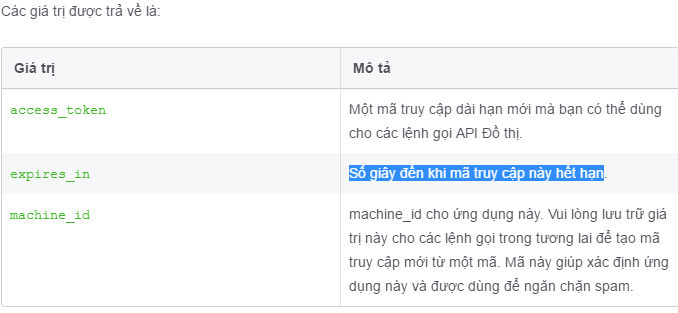 Các giá trị được trả về là:
Giá trị
Mô tả
access_token
Một mã truy cập dài hạn mới mà bạn có thể dùng
cho các lệnh gọi API Đồ thị.
expires_in
Số giây đến khi mã truy cập này hết hạn.
machine_id
machine_id cho ứng dụng này. Vui lòng lưu trữ giá
trị này cho các lệnh gọi trong tương lai để tạo mã
truy cập mới từ một mã. Mã này giúp xác định ứng
dụng này và được dùng để ngăn chặn spam.